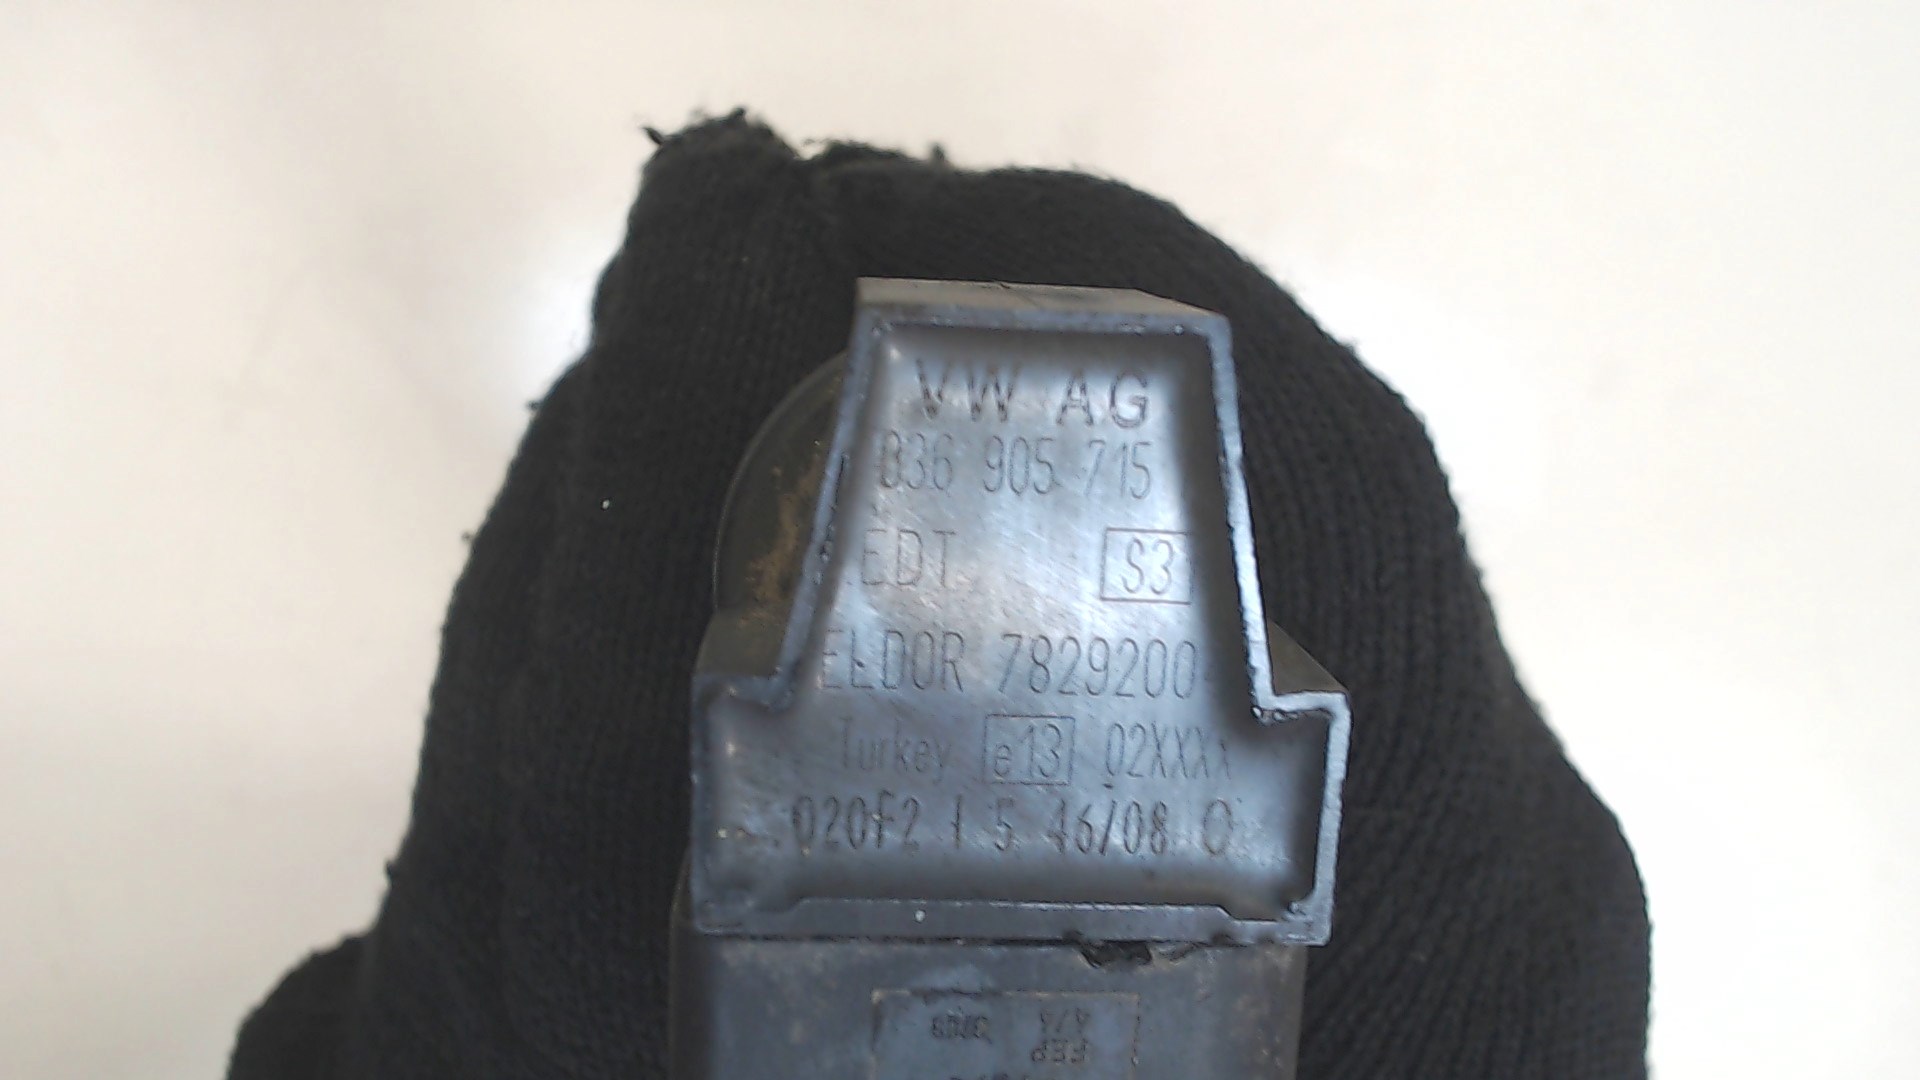 VW AG
036 905 715
EDT S3
ELDOR 7829200
Turkey e13 02XXXX
020F2 1 5 46/08